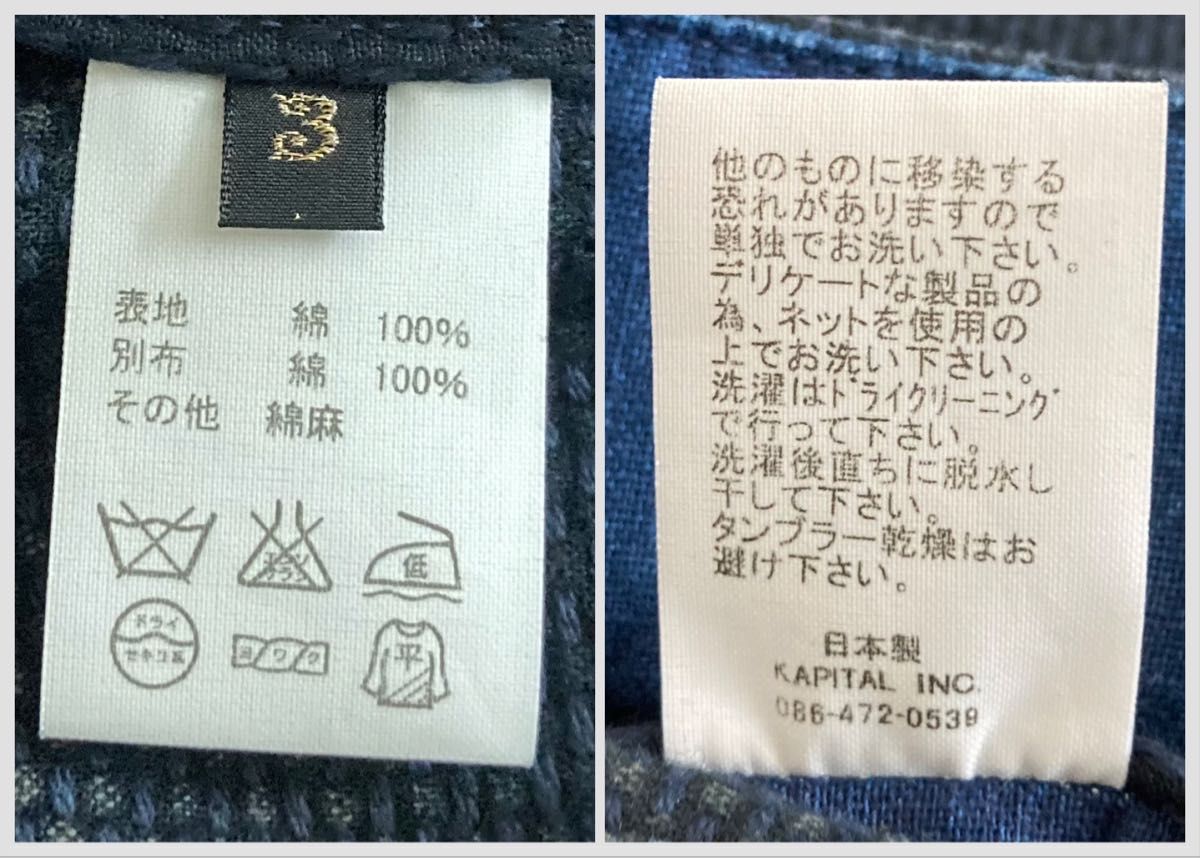 3
表地 綿 100%
別布 綿 100%
その他 綿麻
エンソ
サラシ
低
ドライ
セキユ系
ヨワク
平
他のものに移染する
恐れがありますので
単独でお洗い下さい。
デリケートな製品の
為、ネットを使用の
上でお洗い下さい。
洗濯はドライクリーニング
で行って下さい。
洗濯後直ちに脱水し
干して下さい。
タンブラー乾燥はお
避け下さい。
日本製
KAPITAL INC.
086-472-0539